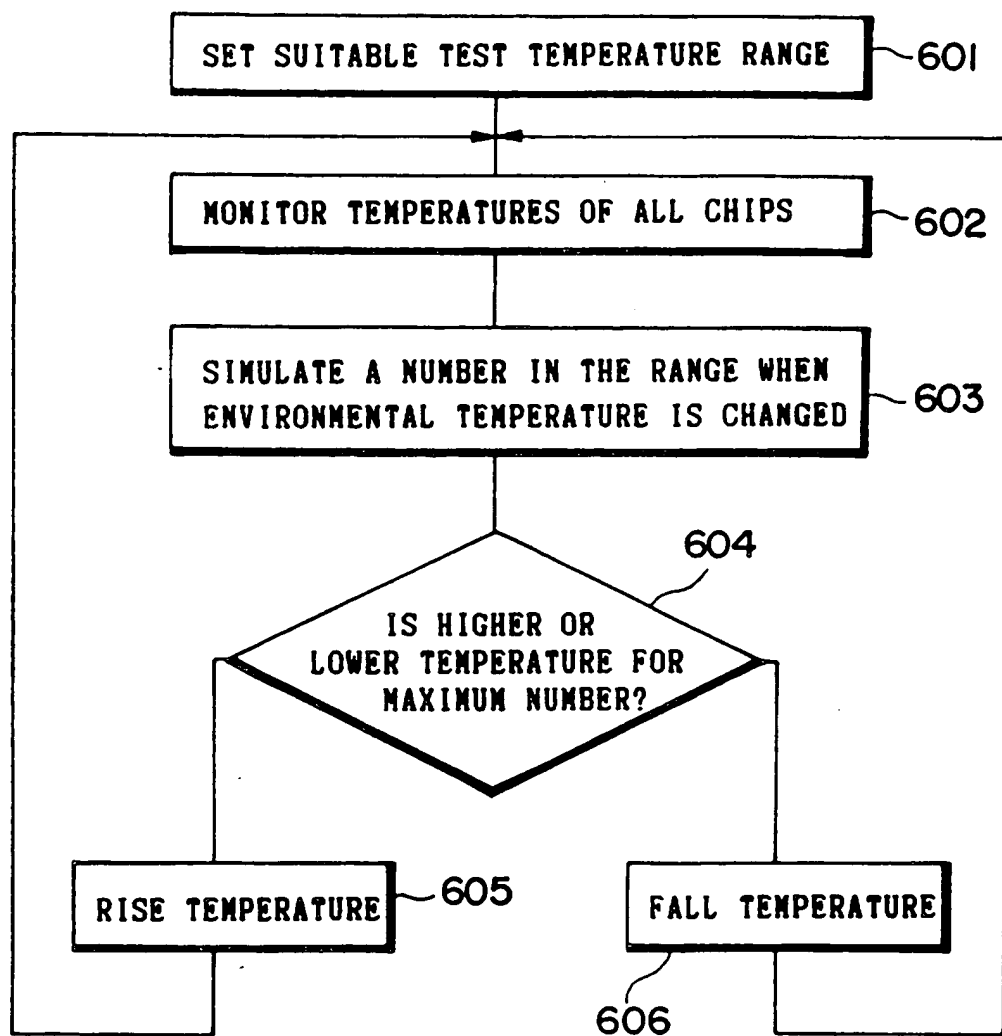 SET SUITABLE TEST TEMPERATURE RANGE
601
MONITOR TEMPERATURES OF ALL CHIPS
602
SIMULATE A NUMBER IN THE RANGE WHEN
ENVIRONMENTAL TEMPERATURE IS CHANGED
603
604
IS HIGHER OR
LOWER TEMPERATURE FOR
MAXIMUM NUMBER?
RISE TEMPERATURE
605
FALL TEMPERATURE
606